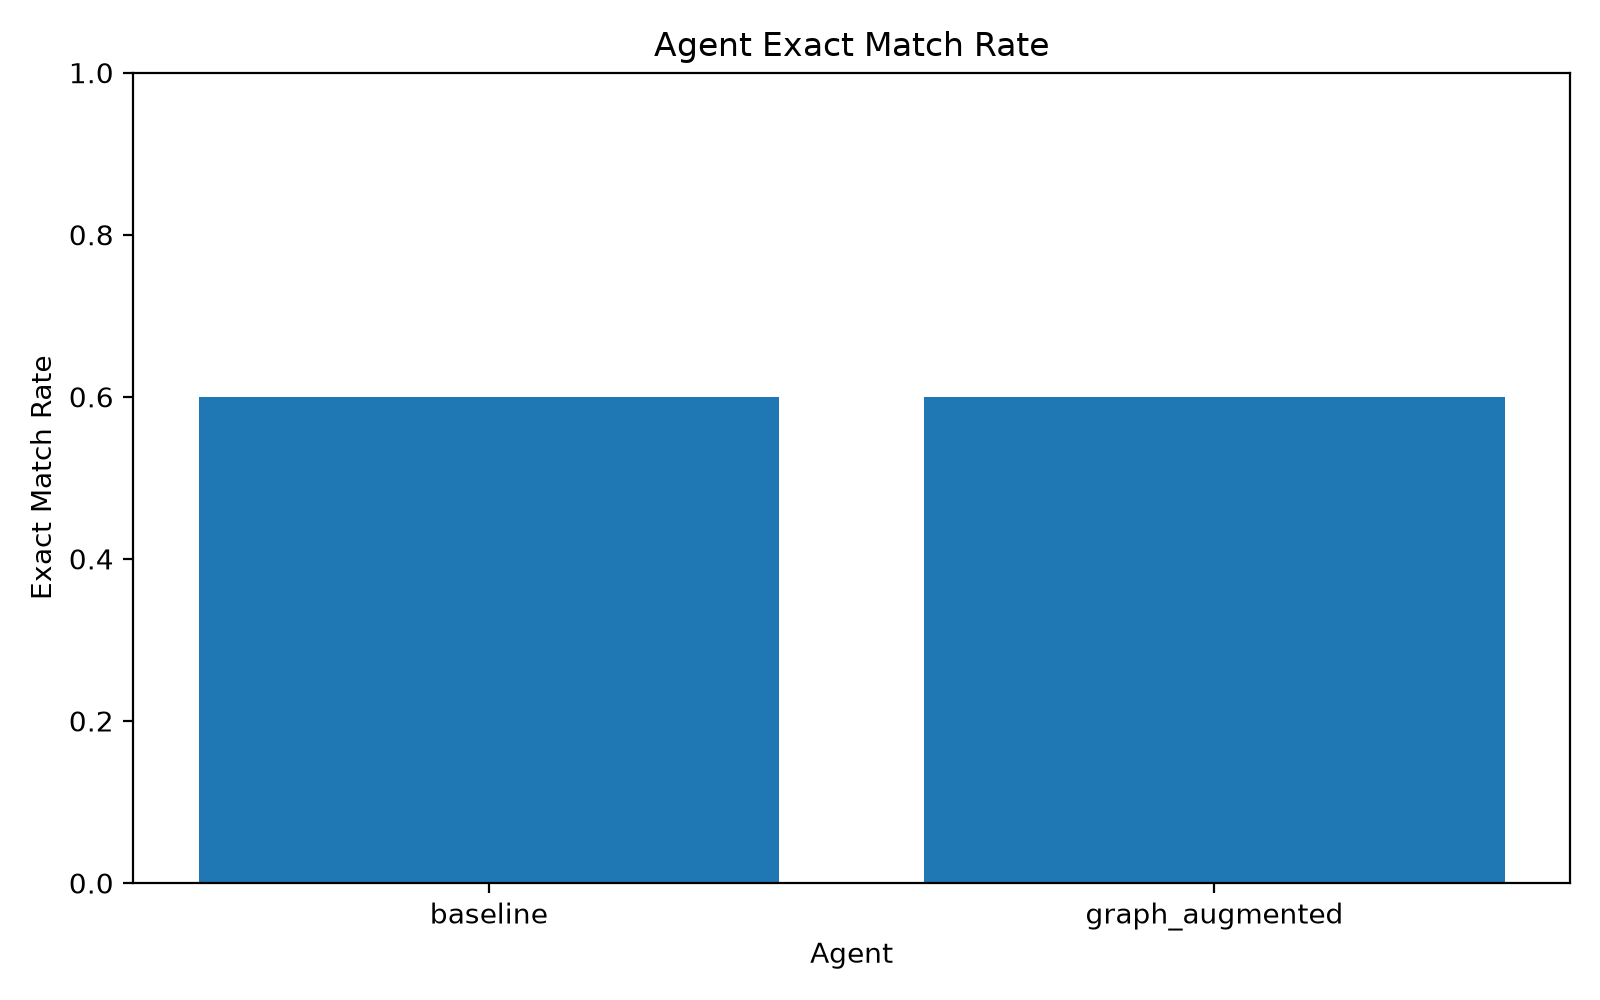 Agent Exact Match Rate
1.0
0.8
0.6
0.4
0.2
0.0
Exact Match Rate
baseline
graph_augmented
Agent